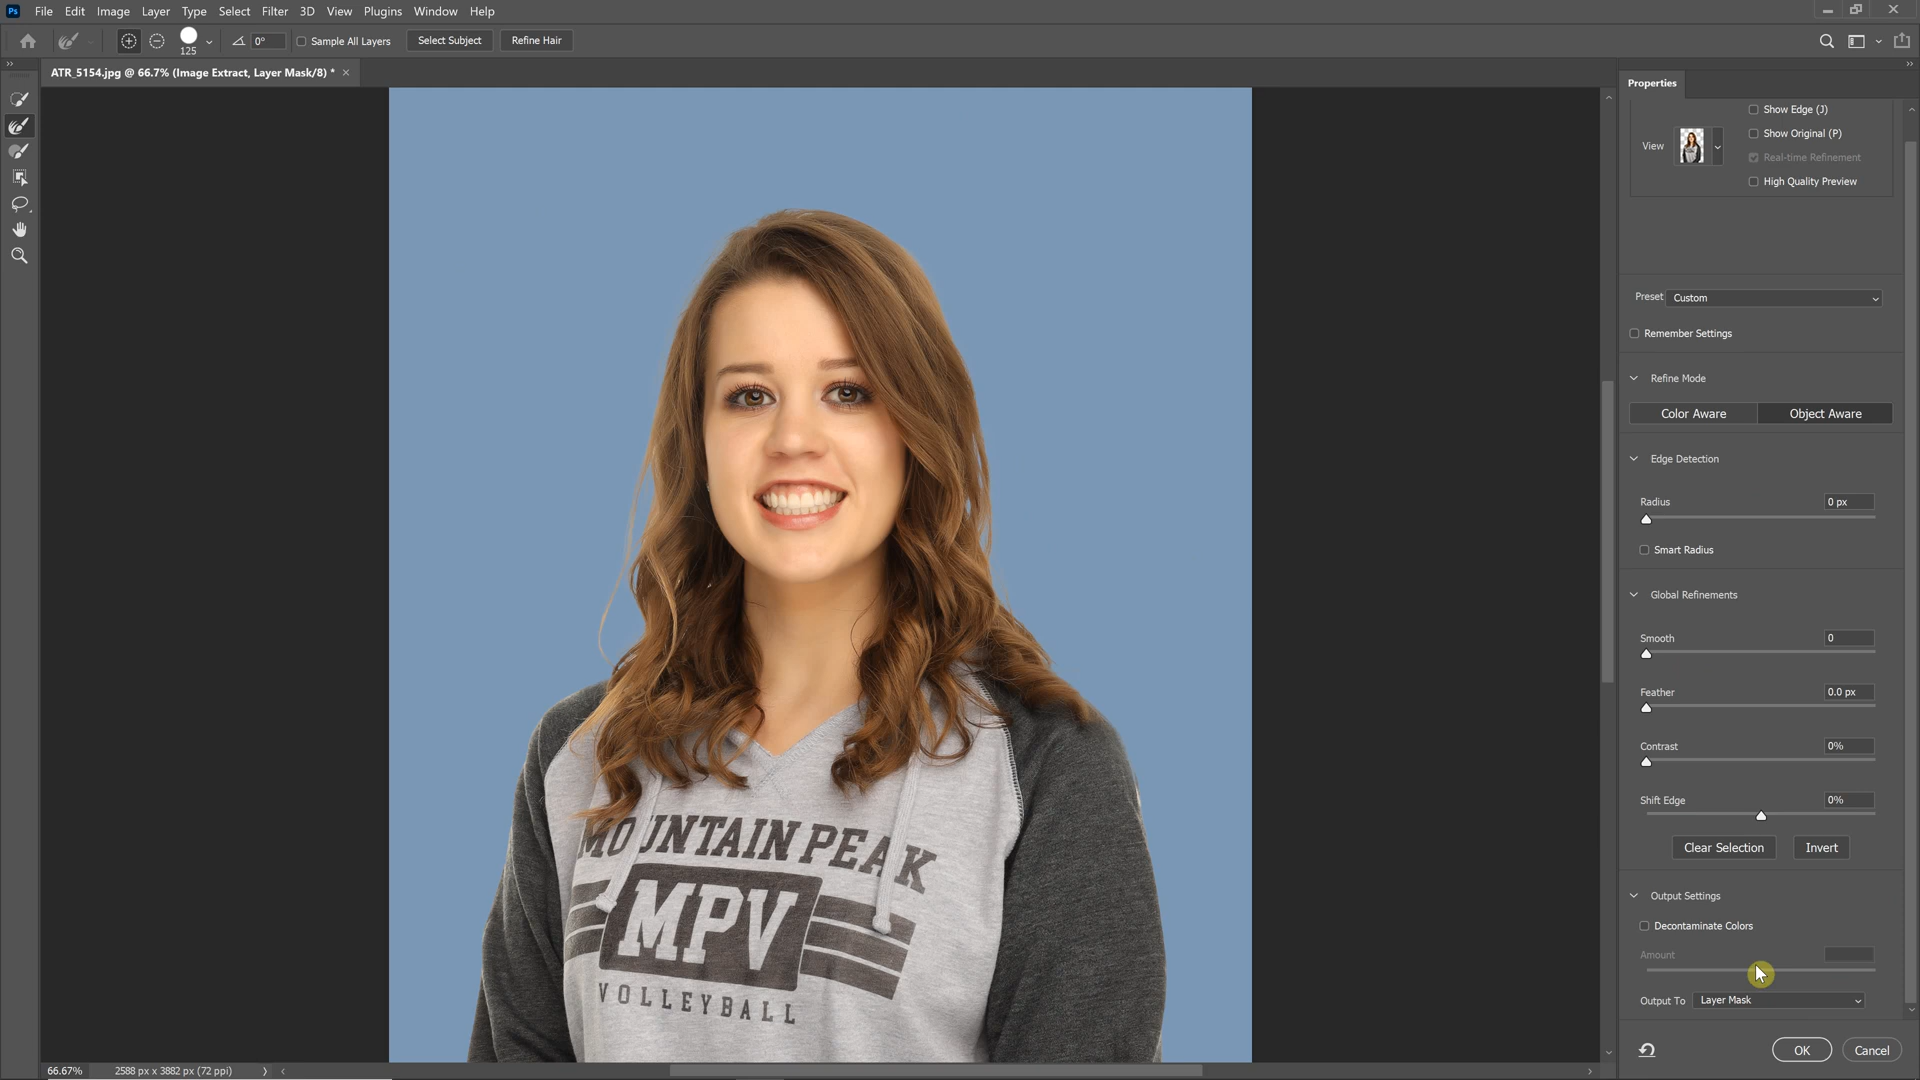 Ps File Edit Image Layer Type Select Filter 3D View Plugins Window Help
125 0° Sample All Layers Select Subject Refine Hair
ATR_5154.jpg @ 66.7% (Image Extract, Layer Mask/8) *
Properties
Show Edge (J)
Show Original (P)
View
Real-time Refinement
High Quality Preview
Preset Custom
Remember Settings
Refine Mode
Color Aware Object Aware
Edge Detection
Radius 0 px
Smart Radius
Global Refinements
Smooth 0
Feather 0.0 px
Contrast 0%
Shift Edge 0%
Clear Selection Invert
Output Settings
Decontaminate Colors
Amount
Output To Layer Mask
OK Cancel
MOUNTAIN PEAK
MPV
VOLLEYBALL
66.67% 2588 px x 3882 px (72 ppi)